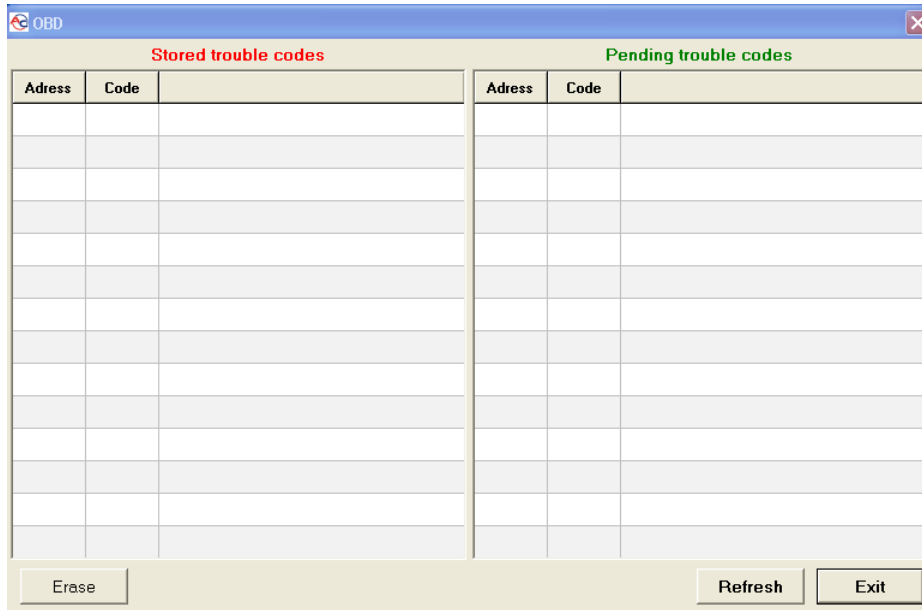 OBD
Stored trouble codes
Pending trouble codes
Adress Code
Adress Code
Erase
Refresh
Exit